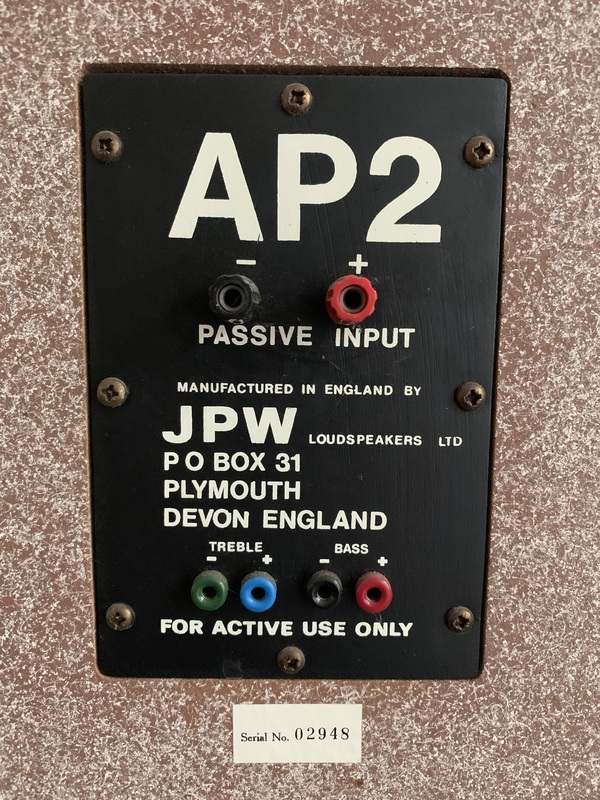 AP2
- +
PASSIVE INPUT
MANUFACTURED IN ENGLAND BY
JPW LOUDSPEAKERS LTD
P O BOX 31
PLYMOUTH
DEVON ENGLAND
TREBLE BASS
- + - +
FOR ACTIVE USE ONLY
Serial No. 02948